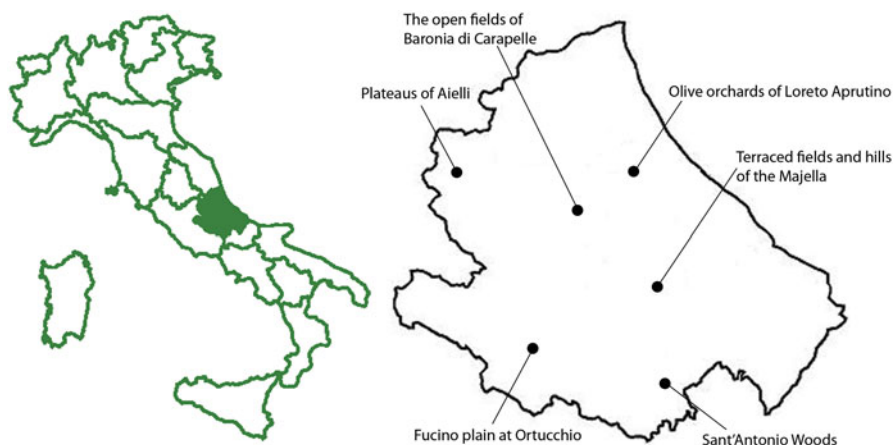 The open fields of
Baronia di Carapelle
Plateaus of Aielli
Olive orchards of Loreto Aprutino
Terraced fields and hills
of the Majella
Fucino plain at Ortucchio
Sant'Antonio Woods